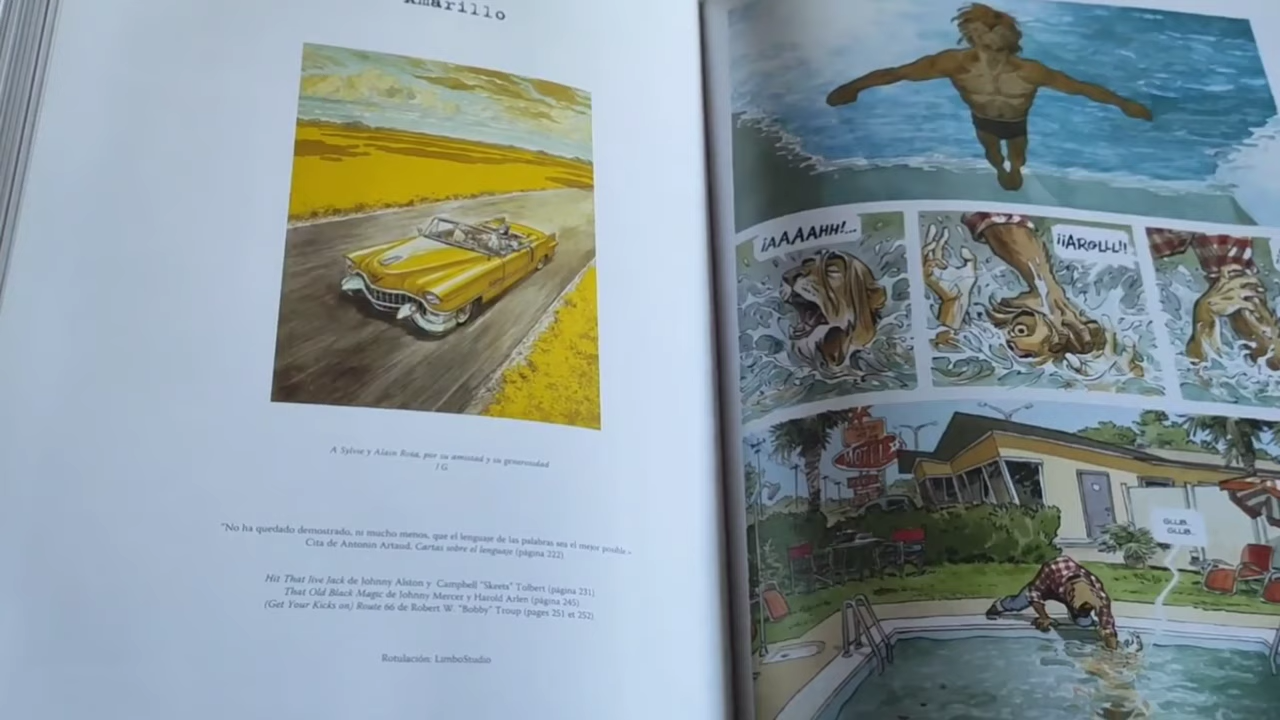 Amarillo
A Sylvie y Alain Rosa, por su amistad y su generosidad
J G.
"No ha quedado demostrado, ni mucho menos, que el lenguaje de las palabras sea el mejor posible."
Cita de Antonin Artaud, Cartas sobre el lenguaje (página 222)
Hit That Jive Jack de Johnny Alston y Campbell "Skeets" Tolbert (página 231)
That Old Black Magic de Johnny Mercer y Harold Arlen (página 245)
(Get Your Kicks on) Route 66 de Robert W. "Bobby" Troup (pages 251 et 252)
Rotulación: LimboStudio
¡AAAAHH!...
¡¡ARGLLL!!
MOTEL
GLLB.
GLLB..